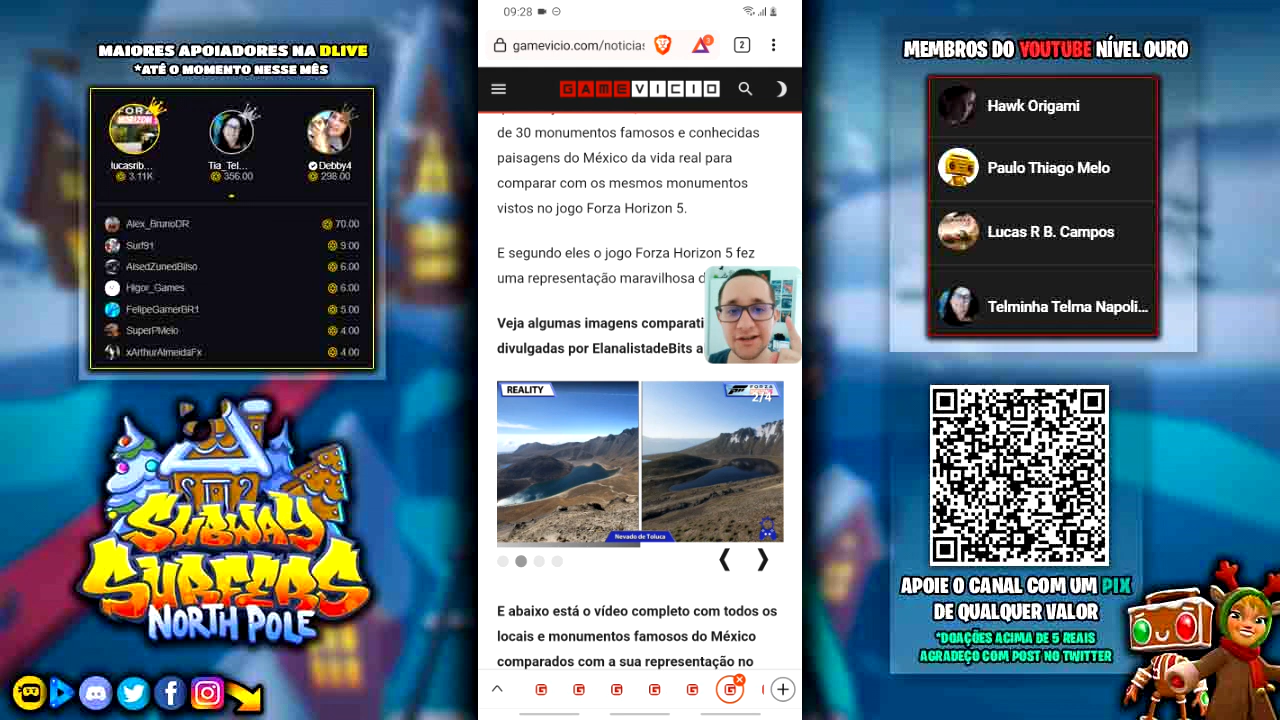 MAIORES APOIADORES NA DLIVE
*ATÉ O MOMENTO NESSE MÊS
lucasrib...
3.11K
Tia_Tel...
356.00
Debby4
298.00
Alex_BrunoDR 70.00
Surf91 9.00
AlsedZunedBilso 6.00
Higor_Games 6.00
FelipeGamerBR1 5.00
SuperPMelo 4.00
xArthurAlmeidaFx 4.00
SUBWAY
SURFERS
NORTH POLE
09:28
gamevicio.com/noticias
3
2
GAMEVICIO
de 30 monumentos famosos e conhecidas
paisagens do México da vida real para
comparar com os mesmos monumentos
vistos no jogo Forza Horizon 5.
E segundo eles o jogo Forza Horizon 5 fez
uma representação maravilhosa d
Veja algumas imagens comparati
divulgadas por ElanalistadeBits a
REALITY
FORZA
2/4
Nevado de Toluca
E abaixo está o vídeo completo com todos os
locais e monumentos famosos do México
comparados com a sua representação no
MEMBROS DO YOUTUBE NÍVEL OURO
Hawk Origami
Paulo Thiago Melo
Lucas R B. Campos
Telminha Telma Napoli...
APOIE O CANAL COM UM PIX
DE QUALQUER VALOR
*DOAÇÕES ACIMA DE 5 REAIS
AGRADEÇO COM POST NO TWITTER